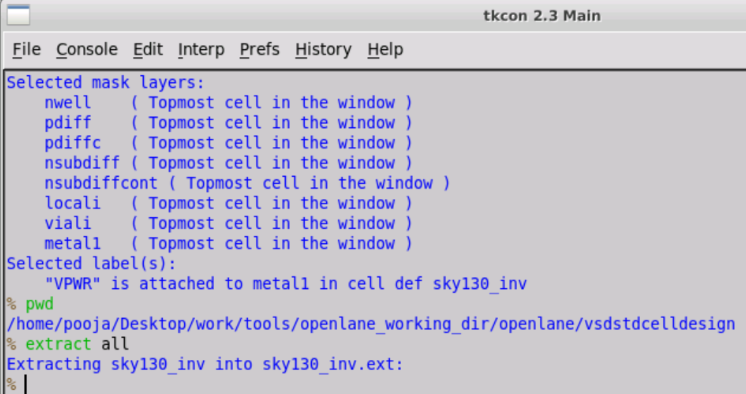 tkcon 2.3 Main
File Console Edit Interp Prefs History Help
Selected mask layers:
    nwell    ( Topmost cell in the window )
    pdiff    ( Topmost cell in the window )
    pdiffc   ( Topmost cell in the window )
    nsubdiff ( Topmost cell in the window )
    nsubdiffcont ( Topmost cell in the window )
    locali   ( Topmost cell in the window )
    viali    ( Topmost cell in the window )
    metal1   ( Topmost cell in the window )
Selected label(s):
    "VPWR" is attached to metal1 in cell def sky130_inv
% pwd
/home/pooja/Desktop/work/tools/openlane_working_dir/openlane/vsdstdcelldesign
% extract all
Extracting sky130_inv into sky130_inv.ext:
%